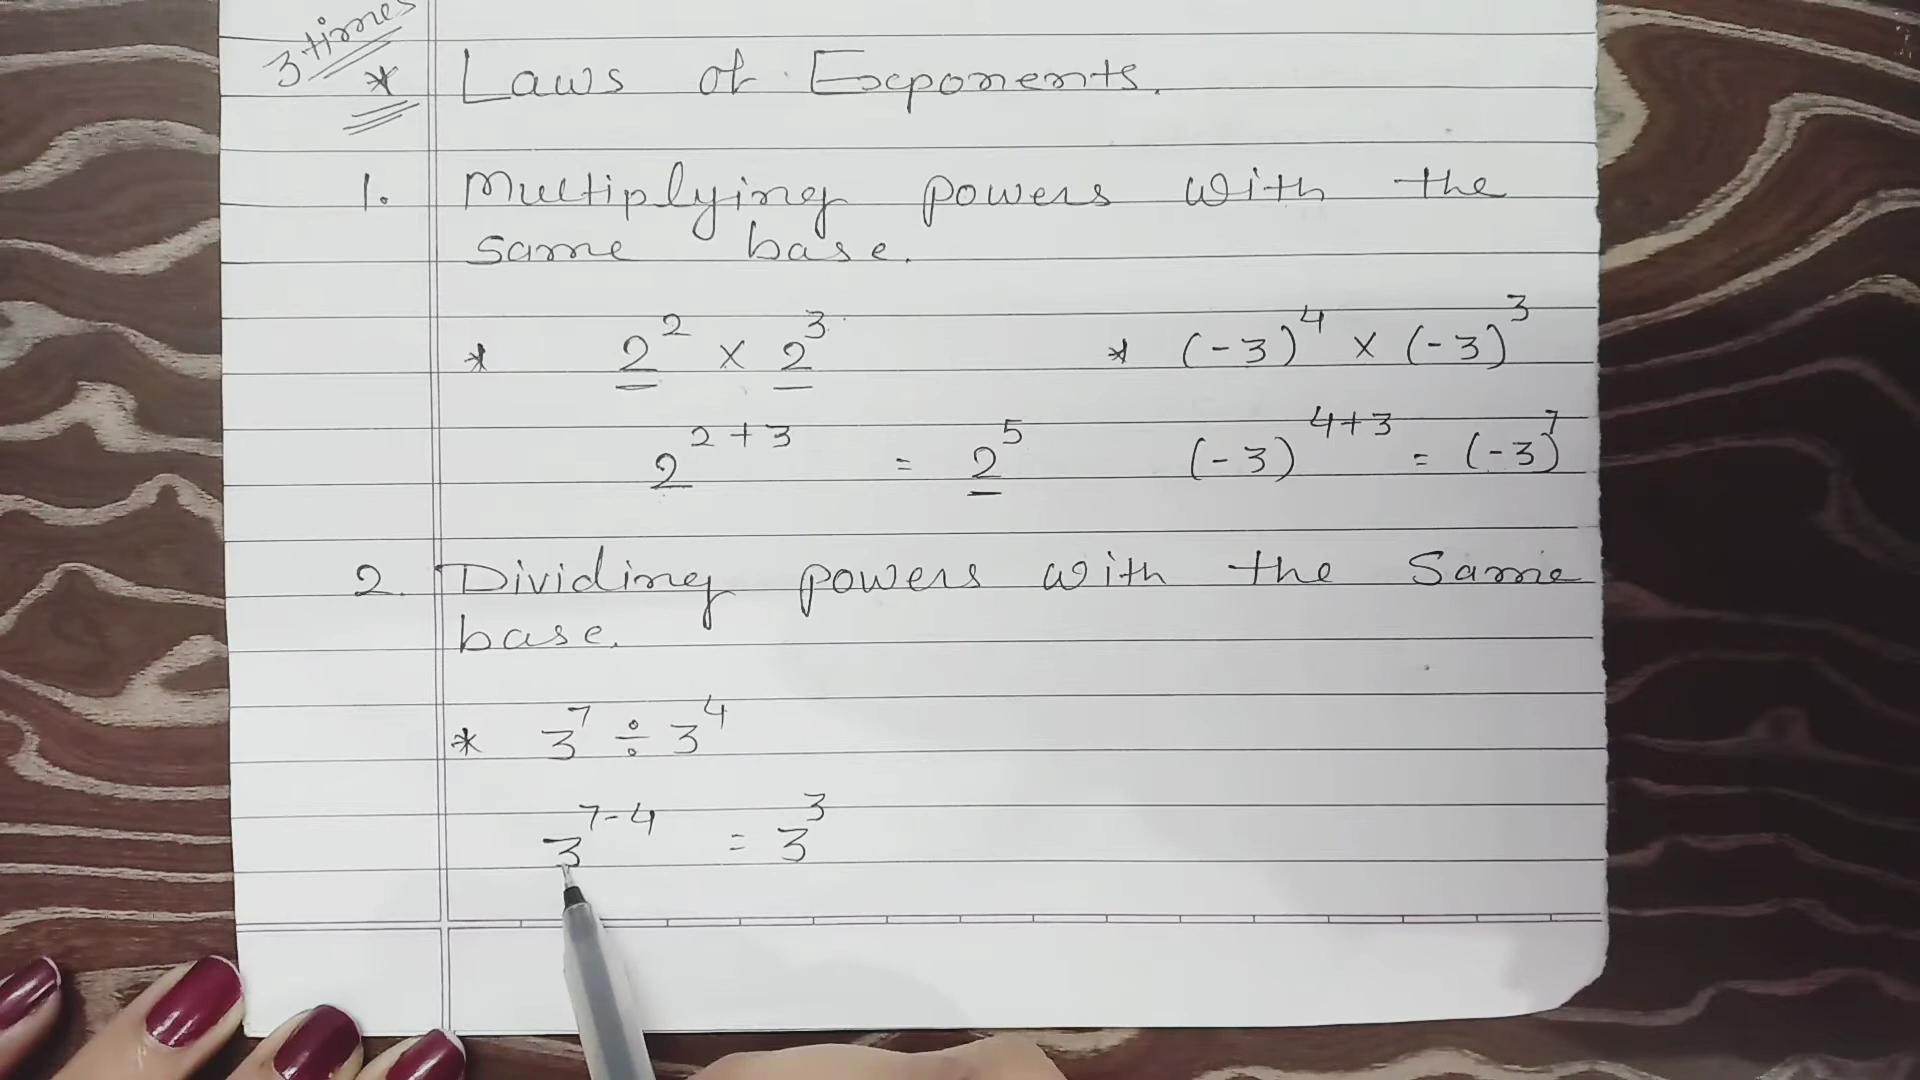 3 times
* Laws of Exponents.
1. Multiplying powers with the
same base.
* 2² × 2³ * (-3)⁴ × (-3)³
2²⁺³ = 2⁵ (-3)⁴⁺³ = (-3)⁷
2. Dividing powers with the Same
base.
* 3⁷ ÷ 3⁴
3⁷⁻⁴ = 3³